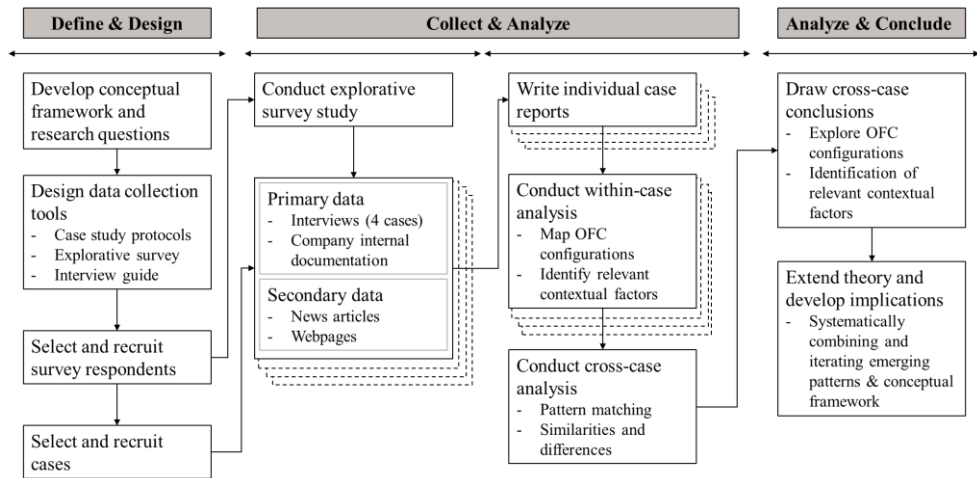 Define & Design
Collect & Analyze
Analyze & Conclude
Develop conceptual
framework and
research questions
Design data collection
tools
- Case study protocols
- Explorative survey
- Interview guide
Select and recruit
survey respondents
Select and recruit
cases
Conduct explorative
survey study
Primary data
- Interviews (4 cases)
- Company internal
documentation
Secondary data
- News articles
- Webpages
Write individual case
reports
Conduct within-case
analysis
- Map OFC
configurations
- Identify relevant
contextual factors
Conduct cross-case
analysis
- Pattern matching
- Similarities and
differences
Draw cross-case
conclusions
- Explore OFC
configurations
- Identification of
relevant contextual
factors
Extend theory and
develop implications
- Systematically
combining and
iterating emerging
patterns & conceptual
framework